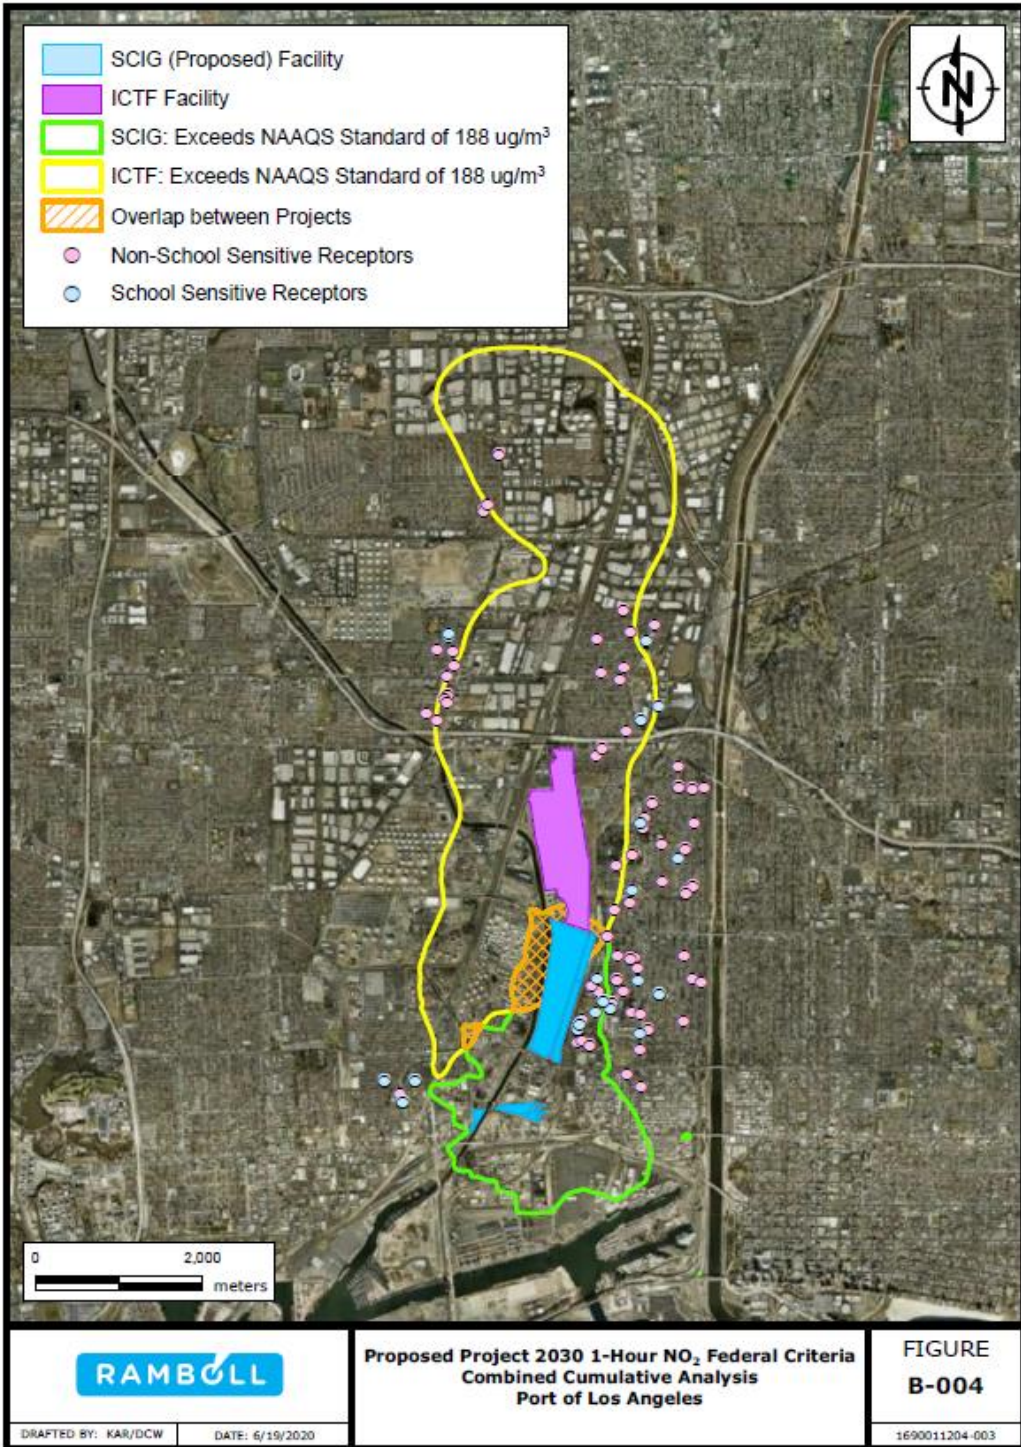 SCIG (Proposed) Facility
ICTF Facility
SCIG: Exceeds NAAQS Standard of 188 ug/m³
ICTF: Exceeds NAAQS Standard of 188 ug/m³
Overlap between Projects
Non-School Sensitive Receptors
School Sensitive Receptors
N
0 2,000
meters
RAMBOLL
DRAFTED BY: KAR/DCW
DATE: 6/19/2020
Proposed Project 2030 1-Hour NO₂ Federal Criteria
Combined Cumulative Analysis
Port of Los Angeles
FIGURE
B-004
1690011204-003